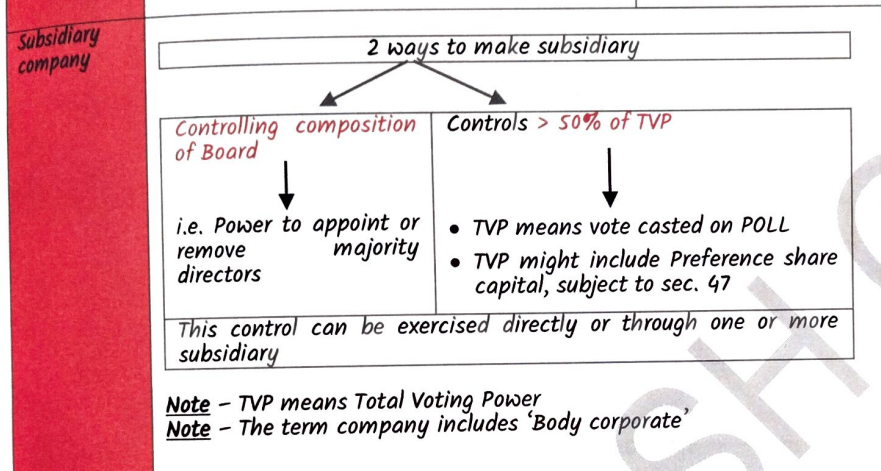 Subsidiary
company
2 ways to make subsidiary
Controlling composition
of Board
i.e. Power to appoint or
remove majority
directors
Controls > 50% of TVP
• TVP means vote casted on POLL
• TVP might include Preference share
capital, subject to sec. 47
This control can be exercised directly or through one or more
subsidiary
Note – TVP means Total Voting Power
Note – The term company includes ‘Body corporate’